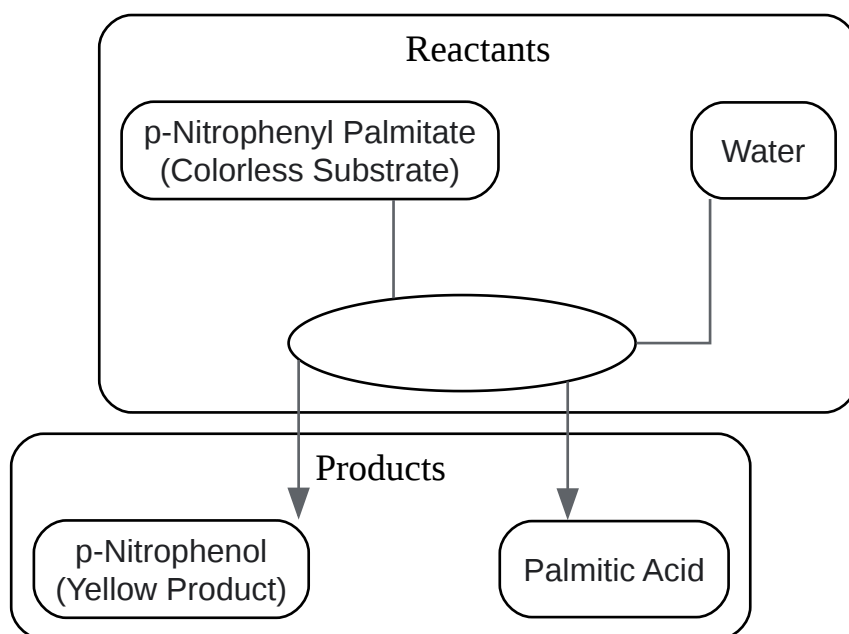 Reactants
p-Nitrophenyl Palmitate
(Colorless Substrate)
Water
Products
p-Nitrophenol
(Yellow Product)
Palmitic Acid